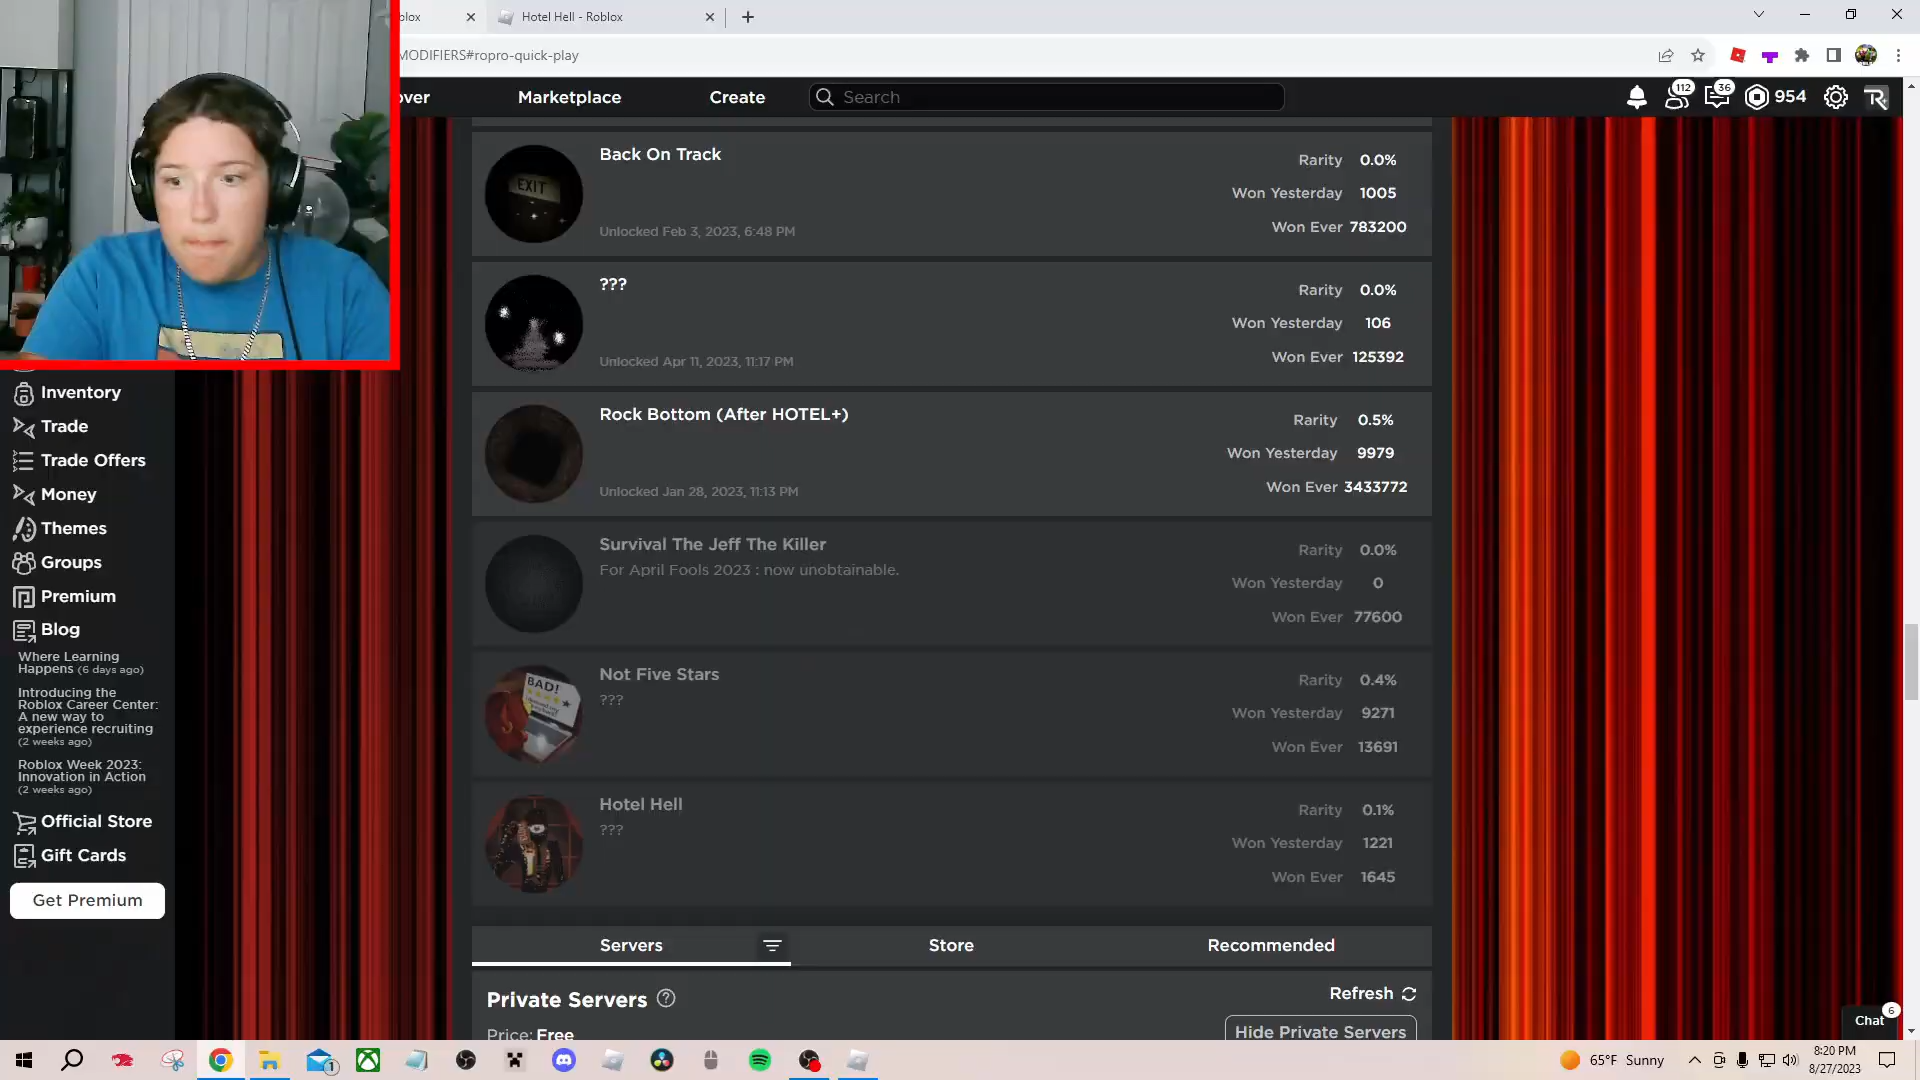 blox
Hotel Hell - Roblox
MODIFIERS#ropro-quick-play
over
Marketplace
Create
Search
112
36
954
Back On Track
Rarity 0.0%
Won Yesterday 1005
Won Ever 783200
Unlocked Feb 3, 2023, 6:48 PM
EXIT
???
Rarity 0.0%
Won Yesterday 106
Won Ever 125392
Unlocked Apr 11, 2023, 11:17 PM
Rock Bottom (After HOTEL+)
Rarity 0.5%
Won Yesterday 9979
Won Ever 3433772
Unlocked Jan 28, 2023, 11:13 PM
Survival The Jeff The Killer
For April Fools 2023 : now unobtainable.
Rarity 0.0%
Won Yesterday 0
Won Ever 77600
Not Five Stars
???
BAD!
Rarity 0.4%
Won Yesterday 9271
Won Ever 13691
Hotel Hell
???
Rarity 0.1%
Won Yesterday 1221
Won Ever 1645
Inventory
Trade
Trade Offers
Money
Themes
Groups
Premium
Blog
Where Learning
Happens (6 days ago)
Introducing the
Roblox Career Center:
A new way to
experience recruiting
(2 weeks ago)
Roblox Week 2023:
Innovation in Action
(2 weeks ago)
Official Store
Gift Cards
Get Premium
Servers
Store
Recommended
Private Servers
Refresh
Price: Free
Hide Private Servers
Chat
6
1
65°F Sunny
8:20 PM
8/27/2023